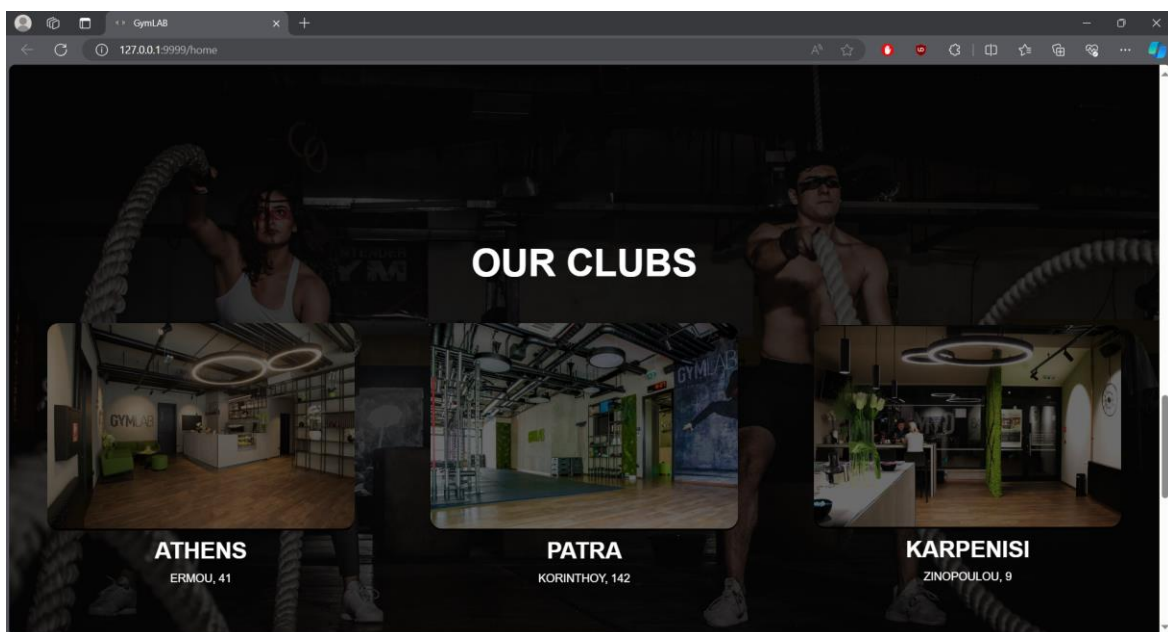 GymLAB
127.0.0.1:9999/home
OUR CLUBS
GYMLAB
GYMLAB
ATHENS
PATRA
KARPENISI
ERMOU, 41
KORINTHOY, 142
ZINOPOULOU, 9